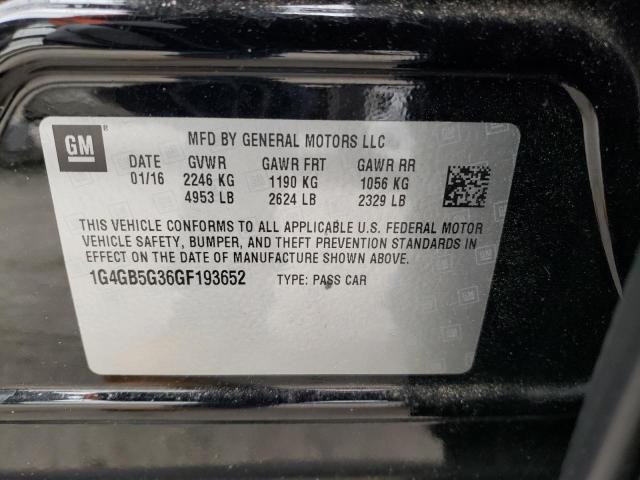 GM ®
MFD BY GENERAL MOTORS LLC
DATE GVWR GAWR FRT GAWR RR
01/16 2246 KG 1190 KG 1056 KG
4953 LB 2624 LB 2329 LB
THIS VEHICLE CONFORMS TO ALL APPLICABLE U.S. FEDERAL MOTOR
VEHICLE SAFETY, BUMPER, AND THEFT PREVENTION STANDARDS IN
EFFECT ON THE DATE OF MANUFACTURE SHOWN ABOVE.
1G4GB5G36GF193652 TYPE: PASS CAR